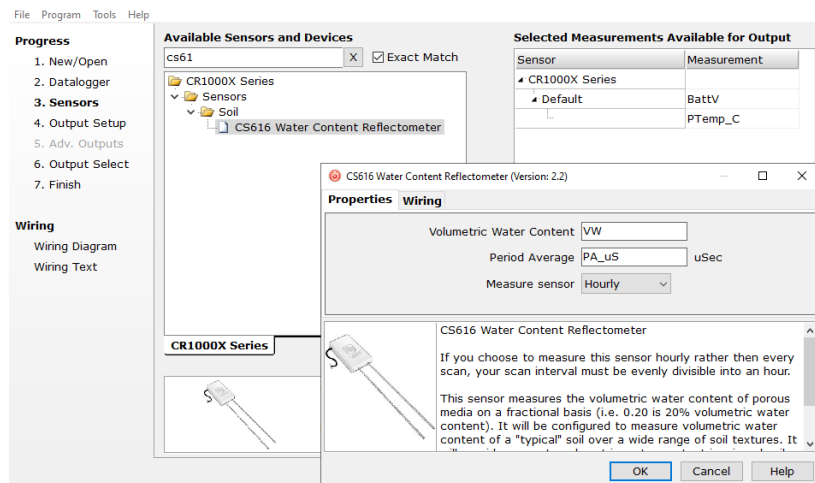 File Program Tools Help
Progress
1. New/Open
2. Datalogger
3. Sensors
4. Output Setup
5. Adv. Outputs
6. Output Select
7. Finish
Wiring
Wiring Diagram
Wiring Text
Available Sensors and Devices
cs61 X Exact Match
CR1000X Series
Sensors
Soil
CS616 Water Content Reflectometer
CR1000X Series
Selected Measurements Available for Output
Sensor Measurement
CR1000X Series
Default BattV
PTemp_C
CS616 Water Content Reflectometer (Version: 2.2)
Properties Wiring
Volumetric Water Content VW
Period Average PA_uS uSec
Measure sensor Hourly
CS616 Water Content Reflectometer
If you choose to measure this sensor hourly rather then every
scan, your scan interval must be evenly divisible into an hour.
This sensor measures the volumetric water content of porous
media on a fractional basis (i.e. 0.20 is 20% volumetric water
content). It will be configured to measure volumetric water
content of a "typical" soil over a wide range of soil textures. It
OK Cancel Help